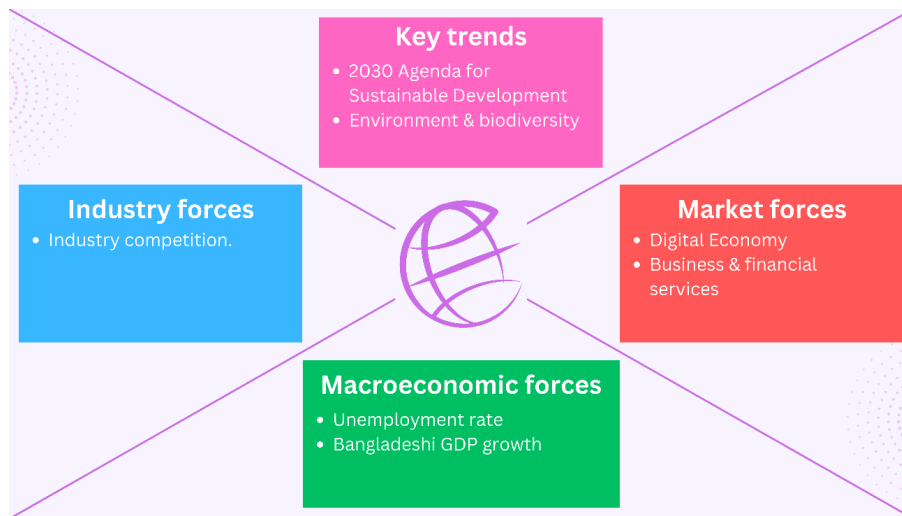 Key trends
• 2030 Agenda for
Sustainable Development
• Environment & biodiversity
Industry forces
• Industry competition.
Market forces
• Digital Economy
• Business & financial
services
Macroeconomic forces
• Unemployment rate
• Bangladeshi GDP growth